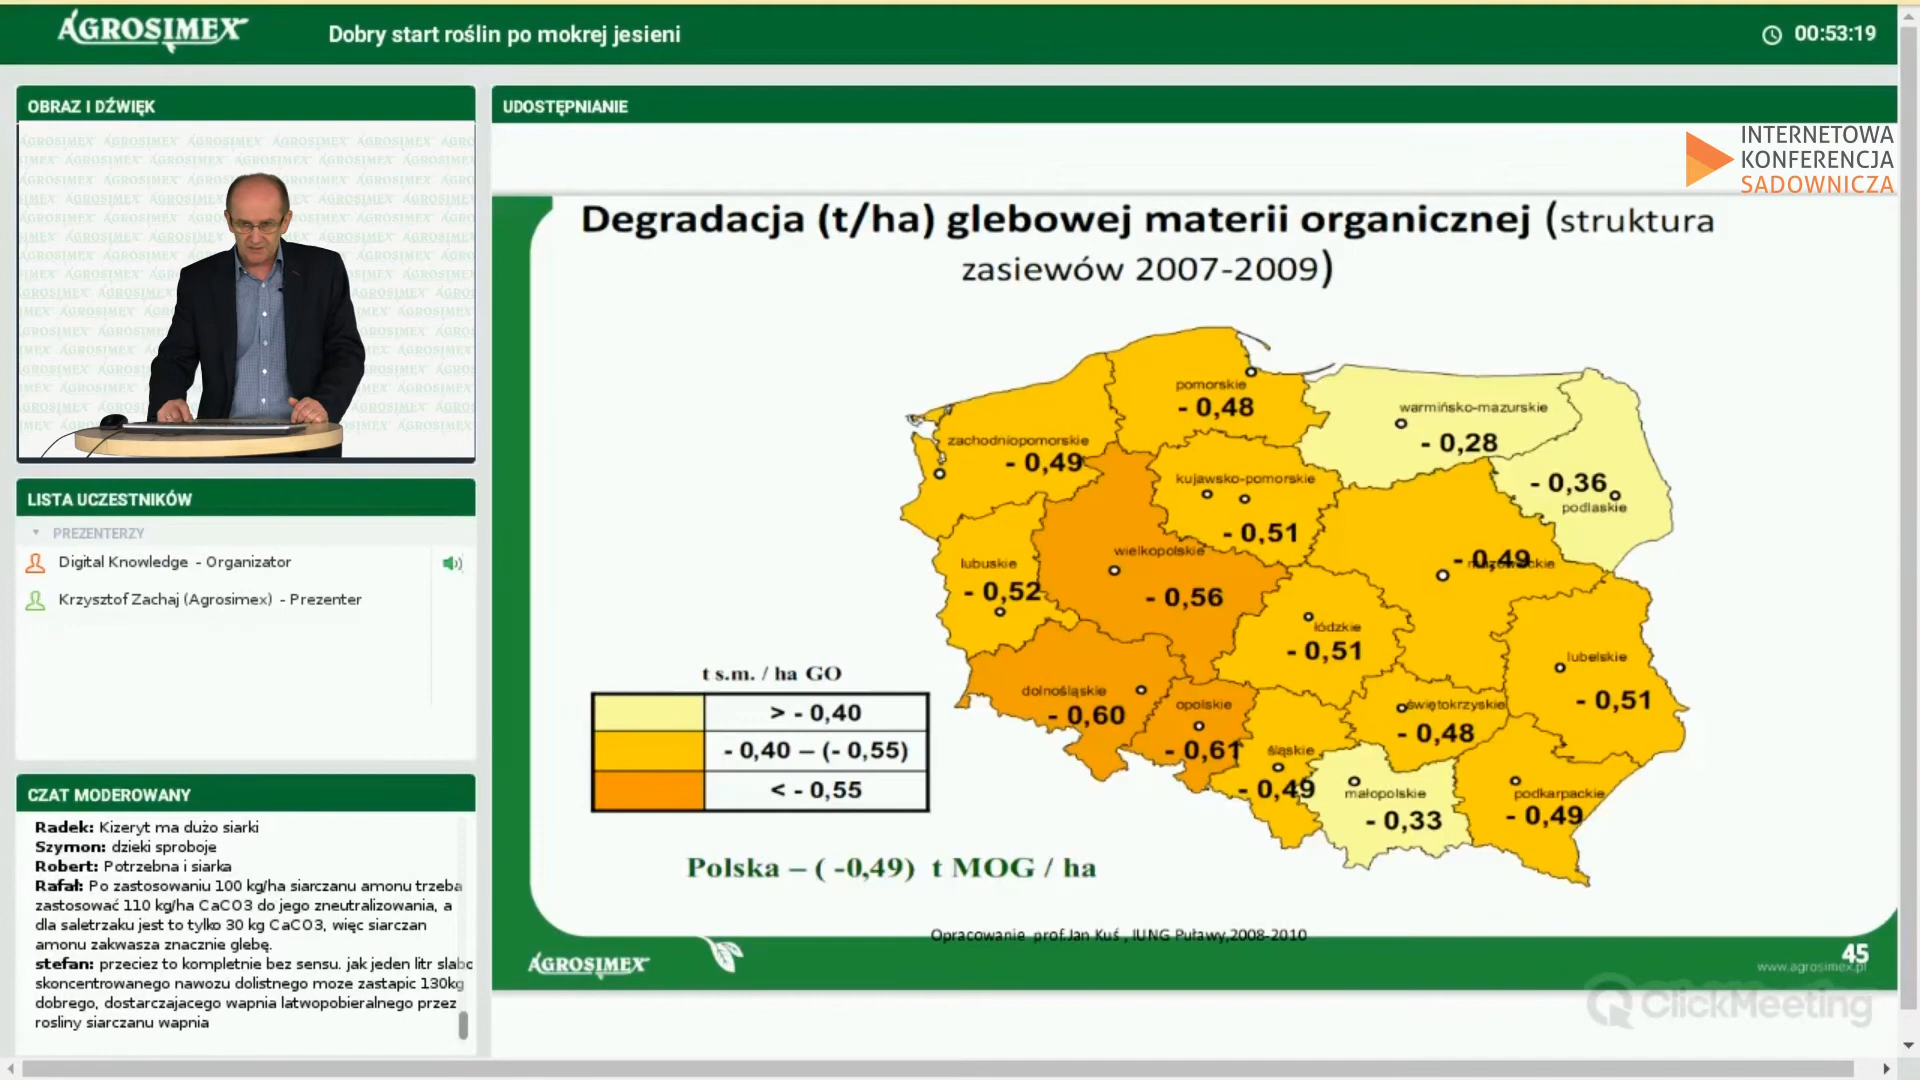 AGROSIMEX
Dobry start roślin po mokrej jesieni
00:53:19
OBRAZ I DŹWIĘK
LISTA UCZESTNIKÓW
PREZENTERZY
Digital Knowledge - Organizator
Krzysztof Zachaj (Agrosimex) - Prezenter
CZAT MODEROWANY
Radek: Kizeryt ma dużo siarki
Szymon: dzieki sproboje
Robert: Potrzebna i siarka
Rafał: Po zastosowaniu 100 kg/ha siarczanu amonu trzeba
zastosować 110 kg/ha CaCO3 do jego zneutralizowania, a
dla saletrzaku jest to tylko 30 kg CaCO3, więc siarczan
amonu zakwasza znacznie glebę.
stefan: przeciez to kompletnie bez sensu. jak jeden litr slabo
skoncentrowanego nawozu dolistnego moze zastapic 130kg
dobrego, dostarczajacego wapnia latwopobieralnego przez
rosliny siarczanu wapnia
UDOSTĘPNIANIE
INTERNETOWA
KONFERENCJA
SADOWNICZA
Degradacja (t/ha) glebowej materii organicznej (struktura
zasiewów 2007-2009)
pomorskie
- 0,48
warmińsko-mazurskie
- 0,28
zachodniopomorskie
- 0,49
kujawsko-pomorskie
- 0,51
- 0,36
podlaskie
wielkopolskie
- 0,56
- 0,49
mazowieckie
lubuskie
- 0,52
łódzkie
- 0,51
lubelskie
- 0,51
dolnośląskie
- 0,60
opolskie
- 0,61
świętokrzyskie
- 0,48
śląskie
- 0,49
małopolskie
- 0,33
podkarpackie
- 0,49
t s.m. / ha GO
> - 0,40
- 0,40 – (- 0,55)
< - 0,55
Polska – ( -0,49) t MOG / ha
Opracowanie prof.Jan Kuś , IUNG Puławy,2008-2010
AGROSIMEX
45
www.agrosimex.pl
ClickMeeting